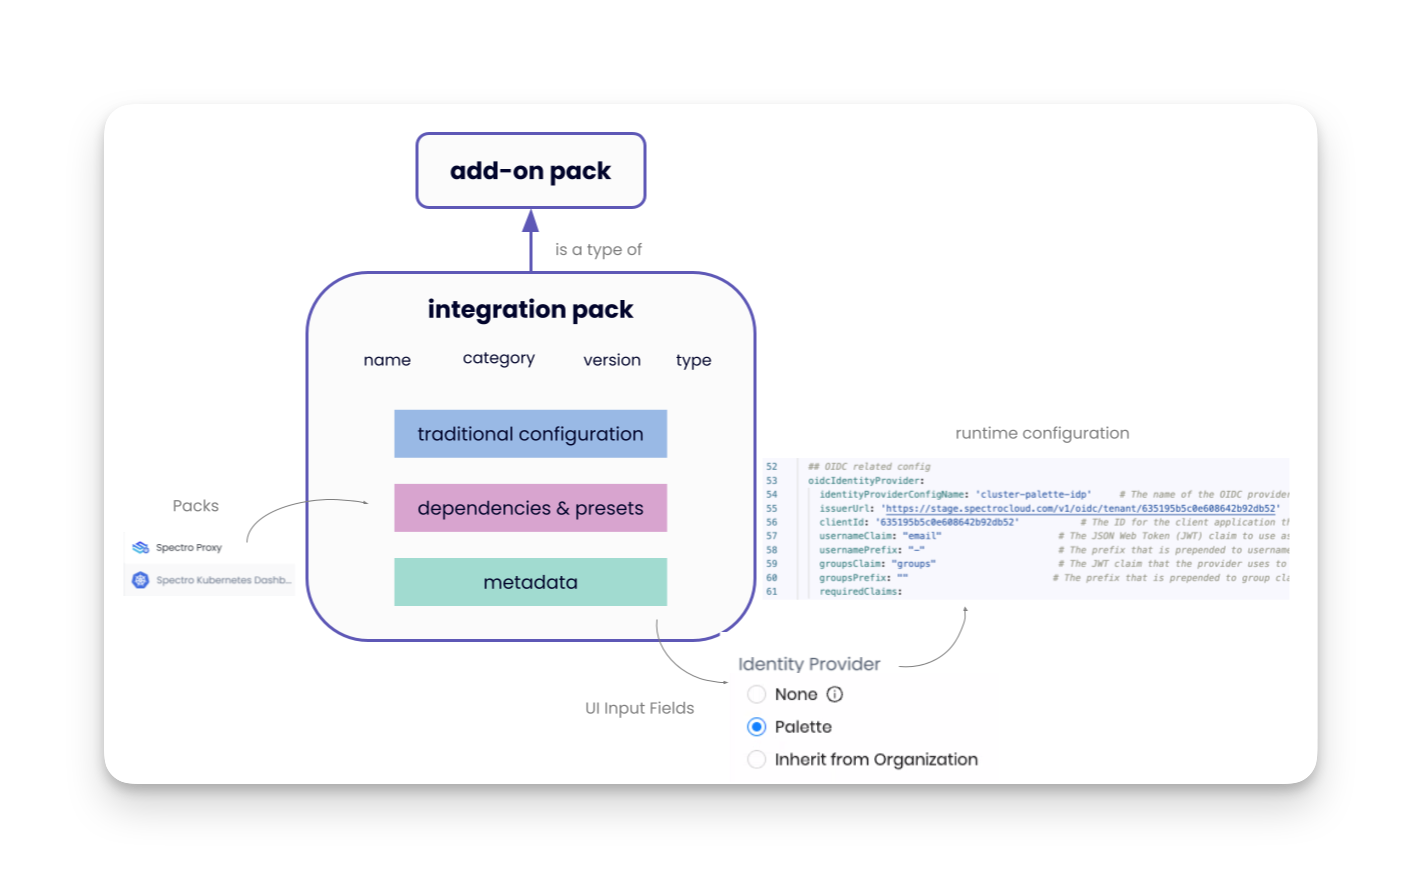 add-on pack
is a type of
integration pack
name category version type
traditional configuration
dependencies & presets
metadata
Packs
Spectro Proxy
Spectro Kubernetes Dashb...
runtime configuration
52 ## OIDC related config
53 oidcIdentityProvider:
54 identityProviderConfigName: 'cluster-palette-idp' # The name of the OIDC provider
55 issuerUrl: 'https://stage.spectrocloud.com/v1/oidc/tenant/635195b5c0e608642b92db52'
56 clientId: '635195b5c0e608642b92db52' # The ID for the client application th
57 usernameClaim: "email" # The JSON Web Token (JWT) claim to use as
58 usernamePrefix: "-" # The prefix that is prepended to username
59 groupsClaim: "groups" # The JWT claim that the provider uses to
60 groupsPrefix: "" # The prefix that is prepended to group cla
61 requiredClaims:
UI Input Fields
Identity Provider
None
Palette
Inherit from Organization